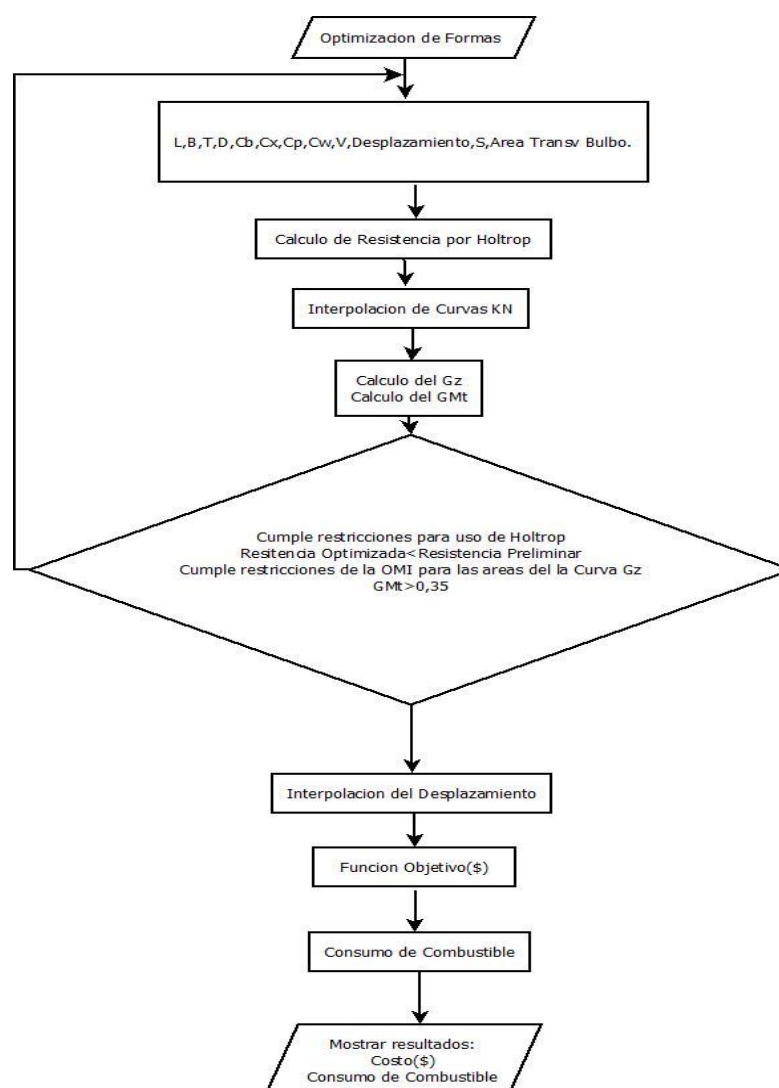 Optimizacion de Formas
L,B,T,D,Cb,Cx,Cp,Cw,V,Desplazamiento,S,Area Transv Bulbo.
Calculo de Resistencia por Holtrop
Interpolacion de Curvas KN
Calculo del Gz
Calculo del GMt
Cumple restricciones para uso de Holtrop
Resitencia Optimizada<Resistencia Preliminar
Cumple restricciones de la OMI para las areas del la Curva Gz
GMt>0,35
Interpolacion del Desplazamiento
Funcion Objetivo($)
Consumo de Combustible
Mostrar resultados:
Costo($)
Consumo de Combustible